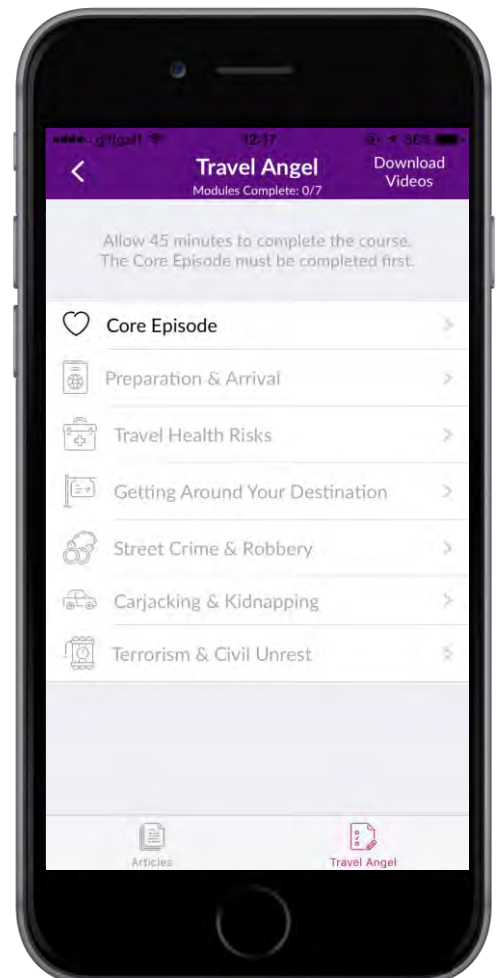 giffgaff 12:17 36%
Travel Angel
Modules Complete: 0/7
Download
Videos
Allow 45 minutes to complete the course.
The Core Episode must be completed first.
Core Episode
Preparation & Arrival
Travel Health Risks
Getting Around Your Destination
Street Crime & Robbery
Carjacking & Kidnapping
Terrorism & Civil Unrest
Articles
Travel Angel